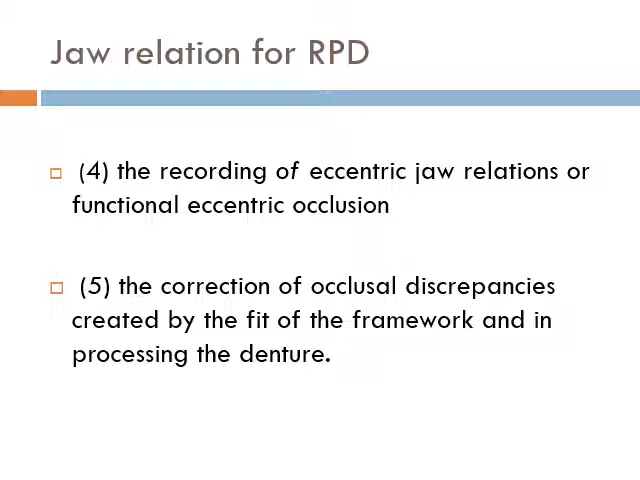 Jaw relation for RPD
(4) the recording of eccentric jaw relations or
functional eccentric occlusion
(5) the correction of occlusal discrepancies
created by the fit of the framework and in
processing the denture.